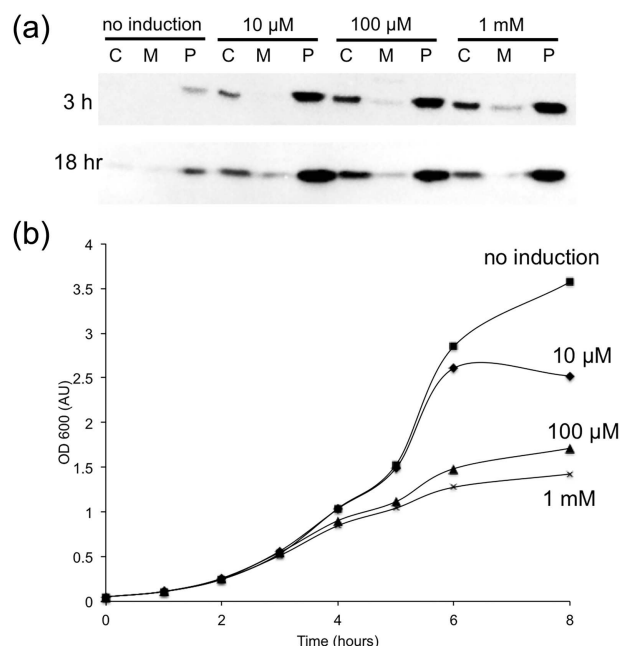 (a)
no induction 10 µM 100 µM 1 mM
C M P C M P C M P C M P
3 h
18 hr
(b)
4
3.5
3
2.5
2
1.5
1
0.5
0
OD 600 (AU)
no induction
10 µM
100 µM
1 mM
0 2 4 6 8
Time (hours)